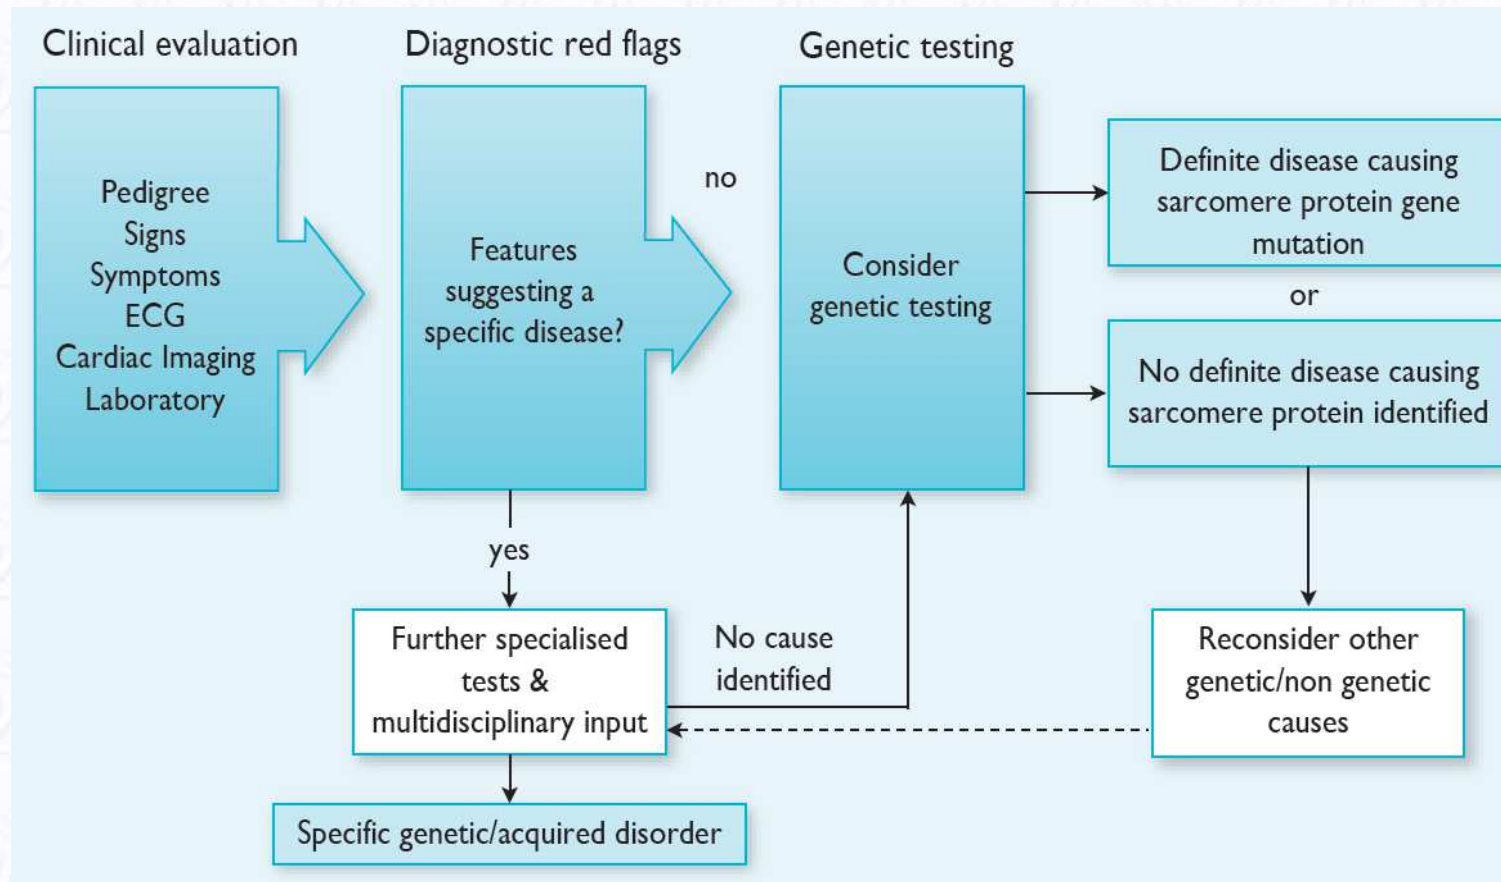 Clinical evaluation
Diagnostic red flags
Genetic testing
Pedigree
Signs
Symptoms
ECG
Cardiac Imaging
Laboratory
Features
suggesting a
specific disease?
no
Consider
genetic testing
Definite disease causing
sarcomere protein gene
mutation
or
No definite disease causing
sarcomere protein identified
yes
Further specialised
tests &
multidisciplinary input
No cause
identified
Reconsider other
genetic/non genetic
causes
Specific genetic/acquired disorder